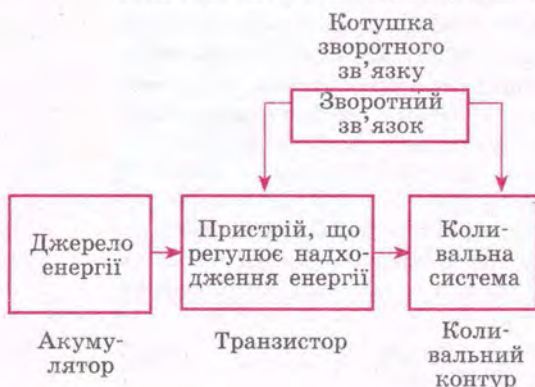 Котушка
зворотного
зв'язку
Зворотний
зв'язок
Джерело
енергії
Пристрій, що
регулює надхо-
дження енергії
Коли-
вальна
система
Акуму-
лятор
Транзистор
Коли-
вальний
контур